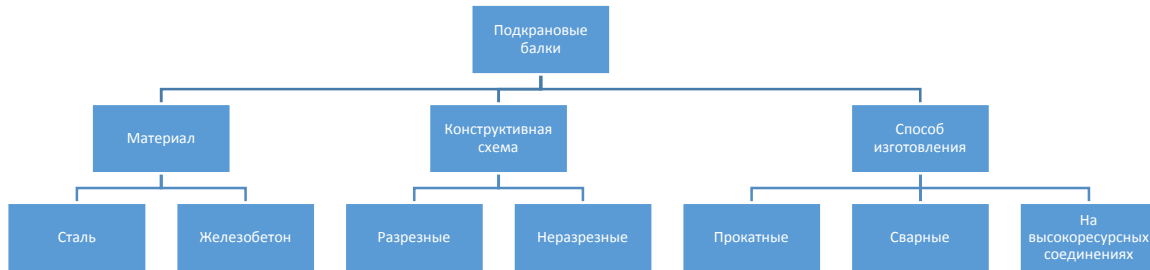 Подкрановые
балки
Материал
Конструктивная
схема
Способ
изготовления
Сталь
Железобетон
Разрезные
Неразрезные
Прокатные
Сварные
На
высокоресурсных
соединениях